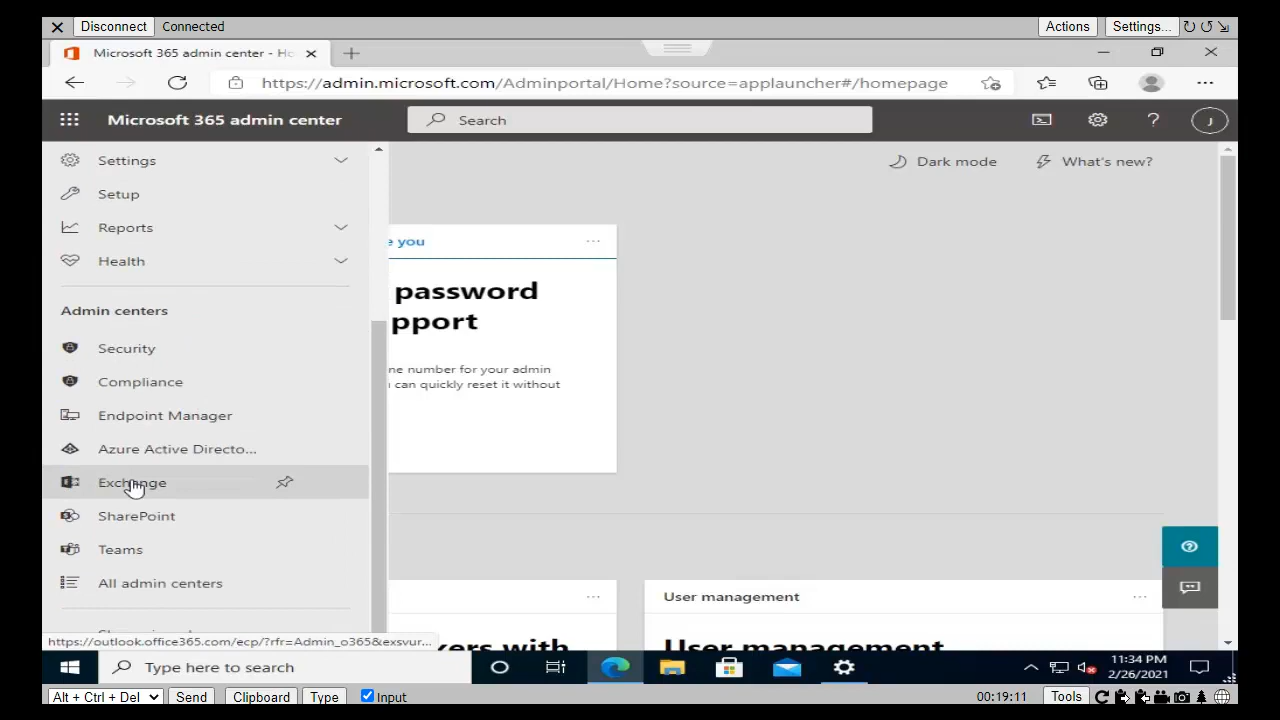 Disconnect Connected Actions Settings...
Microsoft 365 admin center - Ho
https://admin.microsoft.com/Adminportal/Home?source=applauncher#/homepage
Microsoft 365 admin center Search J
Settings Dark mode What's new?
Setup
Reports
e you
Health
password
Admin centers
pport
Security
ne number for your admin
Compliance
can quickly reset it without
Endpoint Manager
Azure Active Directo...
Exchange
SharePoint
Teams
All admin centers
User management
https://outlook.office365.com/ecp/?rfr=Admin_o365&exsvur...
kers with User management
Type here to search 11:34 PM
2/26/2021
Alt + Ctrl + Del Send Clipboard Type Input 00:19:11 Tools